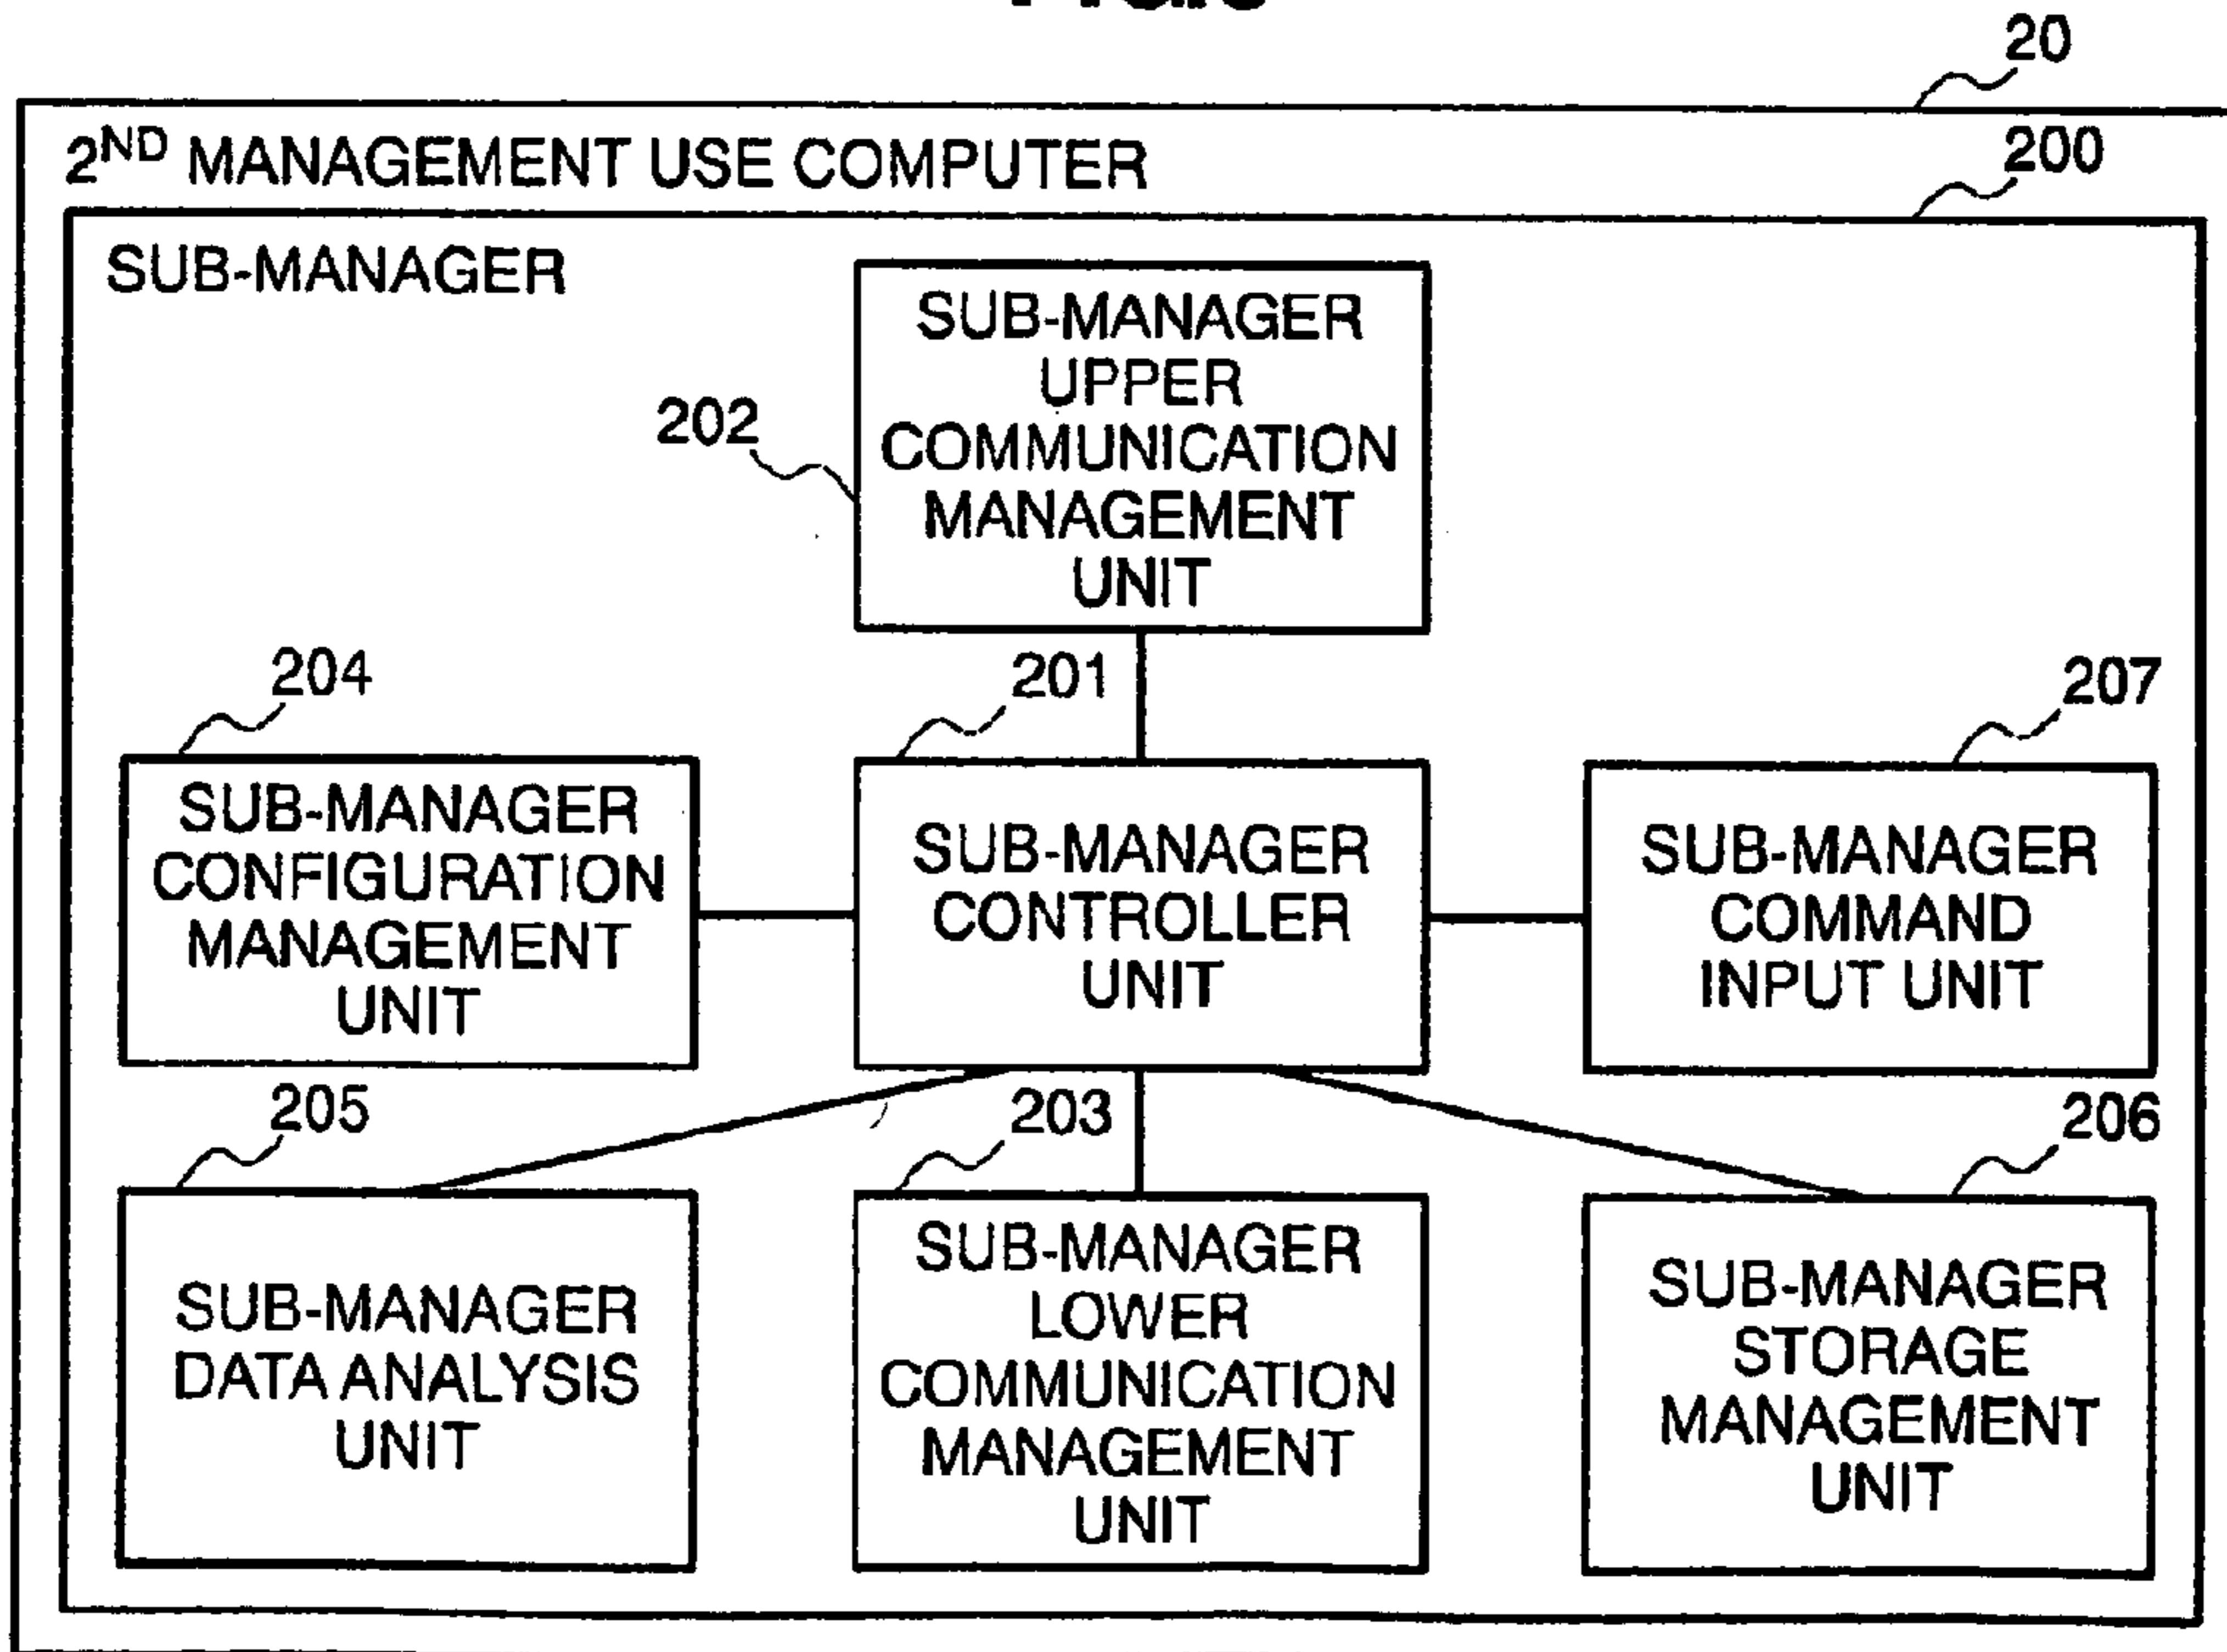 20
2ND MANAGEMENT USE COMPUTER
200
SUB-MANAGER
SUB-MANAGER
UPPER
COMMUNICATION
MANAGEMENT
UNIT
202
204
201
207
SUB-MANAGER
CONFIGURATION
MANAGEMENT
UNIT
SUB-MANAGER
CONTROLLER
UNIT
SUB-MANAGER
COMMAND
INPUT UNIT
205
203
206
SUB-MANAGER
DATA ANALYSIS
UNIT
SUB-MANAGER
LOWER
COMMUNICATION
MANAGEMENT
UNIT
SUB-MANAGER
STORAGE
MANAGEMENT
UNIT